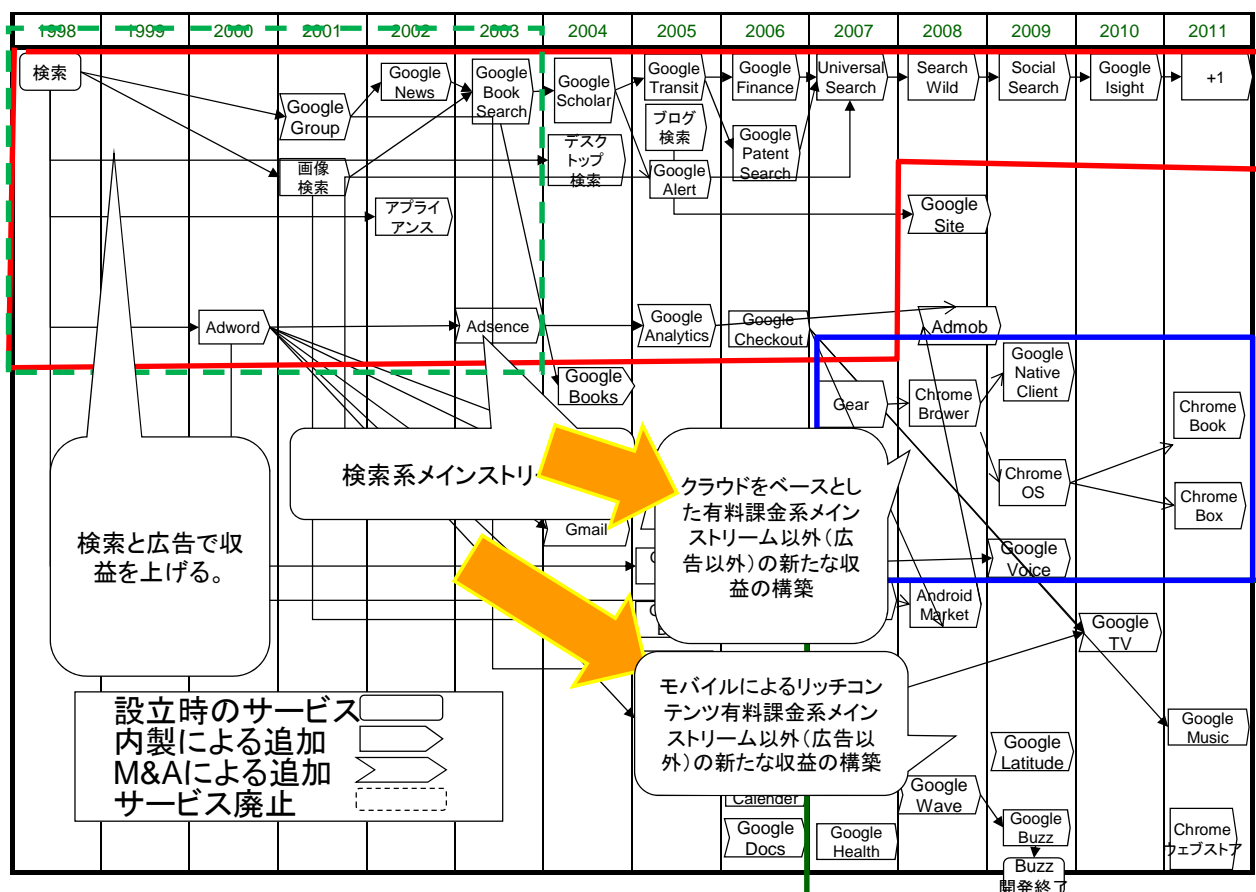 1998 1999 2000 2001 2002 2003 2004 2005 2006 2007 2008 2009 2010 2011
検索
Google
Group
画像
検索
Google
News
アプライ
アンス
Google
Book
Search
Google
Scholar
デスク
トップ
検索
Google
Transit
ブログ
検索
Google
Alert
Google
Finance
Google
Patent
Search
Universal
Search
Search
Wild
Google
Site
Social
Search
Google
Isight
+1
Adword
Adsence
Google
Analytics
Google
Checkout
Admob
Google
Books
Gear
Chrome
Brower
Google
Native
Client
Chrome
OS
Chrome
Book
Chrome
Box
Gmail
Google
Voice
Android
Market
Google
TV
Google
Music
Google
Latitude
Calender
Google
Docs
Google
Health
Google
Wave
Google
Buzz
Buzz
開発終了
Chrome
ウェブストア
検索と広告で収
益を上げる。
検索系メインストリ
クラウドをベースとし
た有料課金系メイン
ストリーム以外(広
告以外)の新たな収
益の構築
モバイルによるリッチコン
テンツ有料課金系メイン
ストリーム以外(広告以
外)の新たな収益の構築
設立時のサービス
内製による追加
M&Aによる追加
サービス廃止